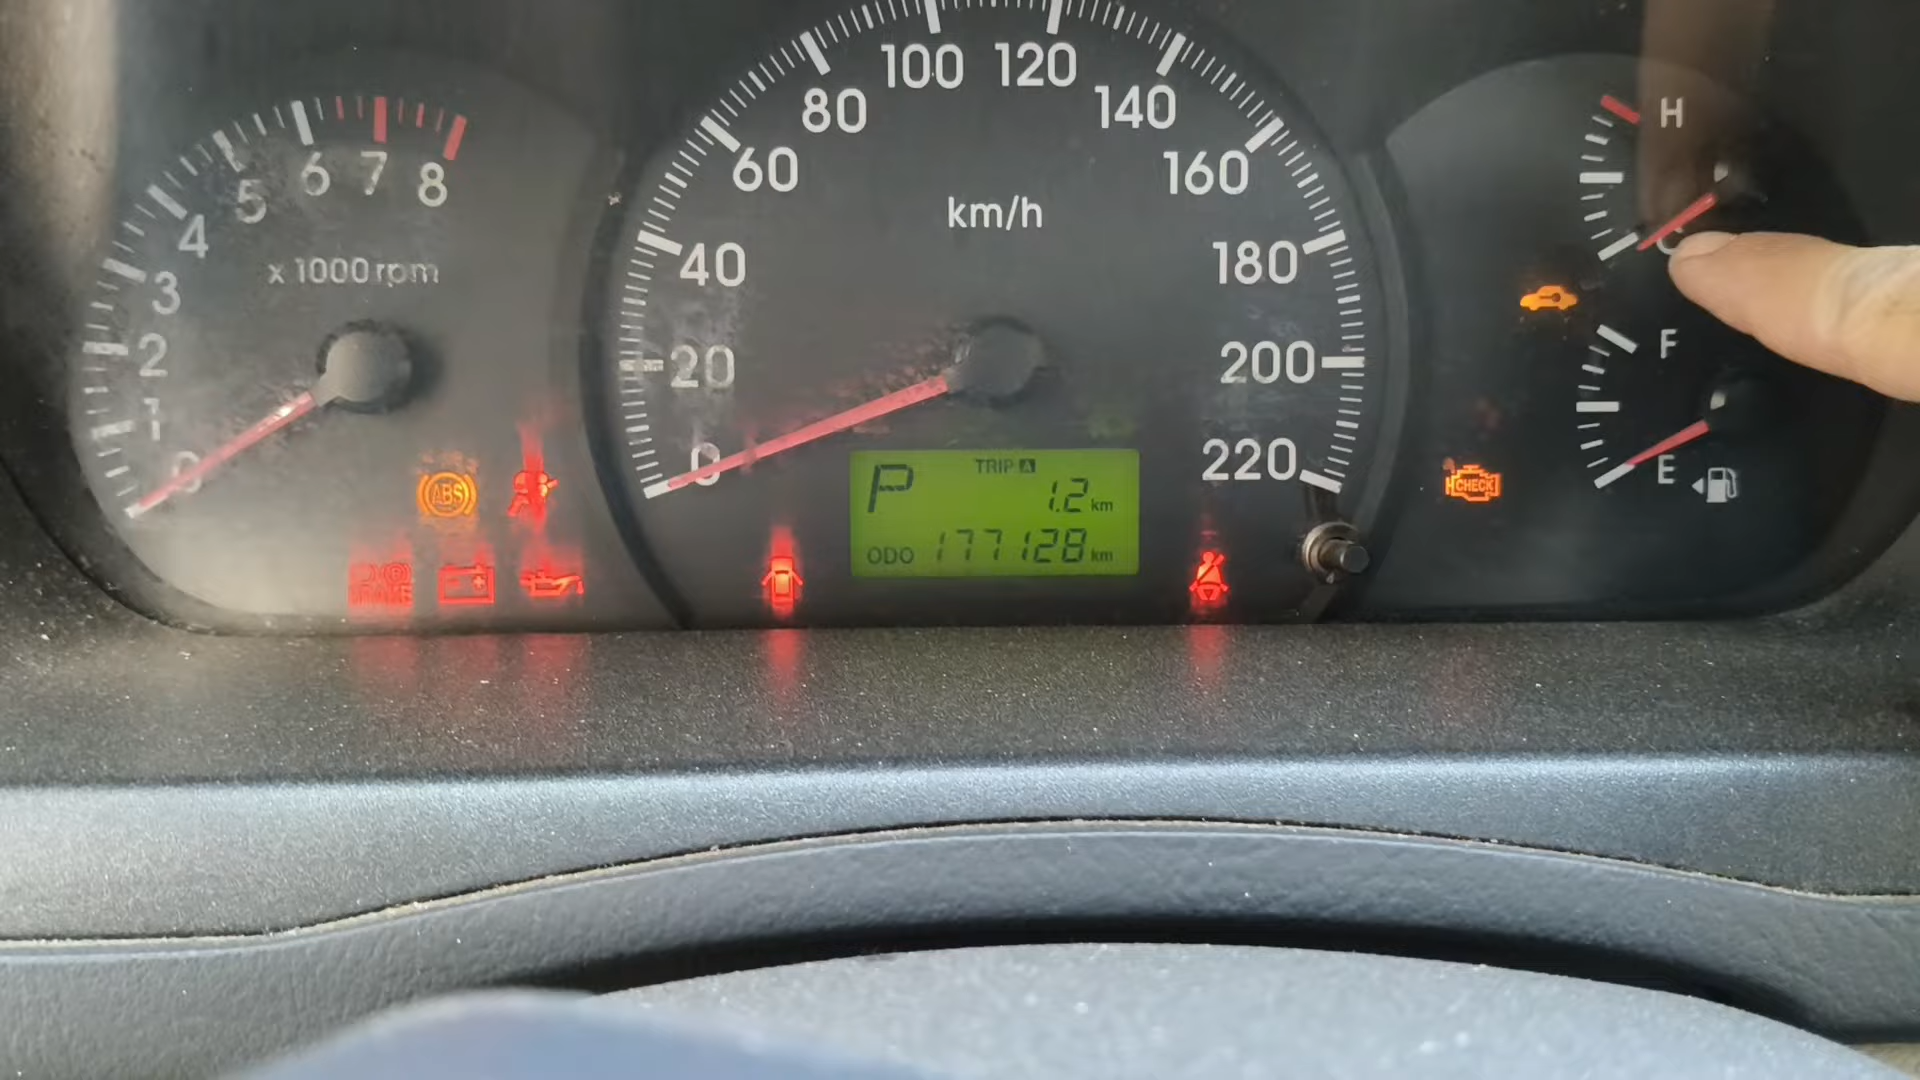 0 1 2 3 4 5 6 7 8
x 1000 rpm
ABS
0 20 40 60 80 100 120 140 160 180 200 220
km/h
P TRIP A
1.2 km
ODO 177128 km
H
C
F
E
CHECK